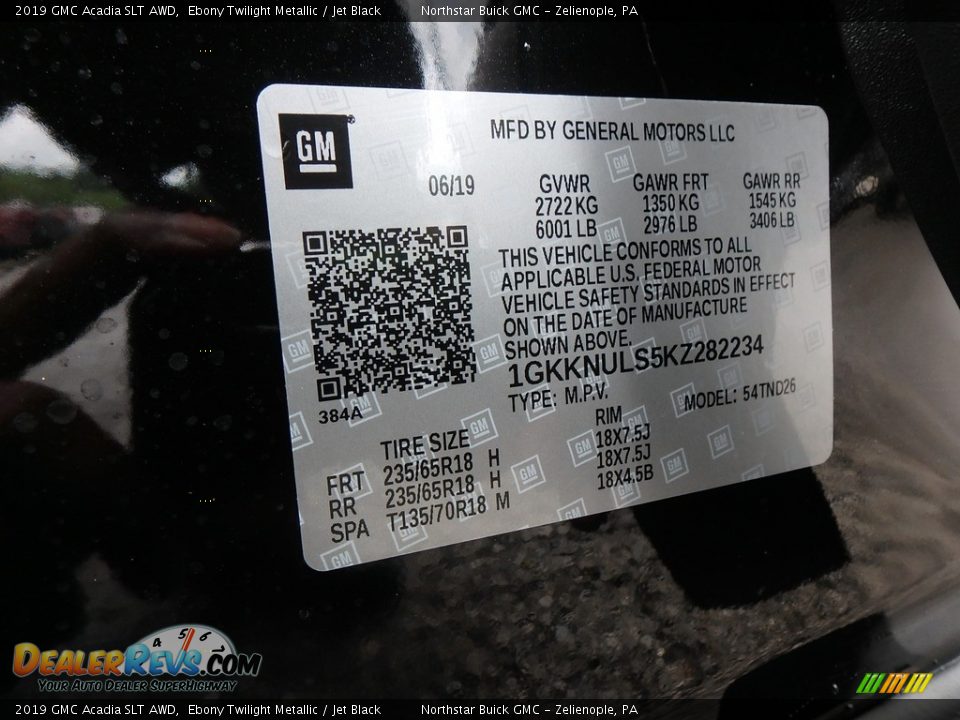 2019 GMC Acadia SLT AWD,  Ebony Twilight Metallic / Jet Black      Northstar Buick GMC - Zelienople, PA
GM
MFD BY GENERAL MOTORS LLC
06/19
GVWR GAWR FRT GAWR RR
2722 KG 1350 KG 1545 KG
6001 LB 2976 LB 3406 LB
THIS VEHICLE CONFORMS TO ALL
APPLICABLE U.S. FEDERAL MOTOR
VEHICLE SAFETY STANDARDS IN EFFECT
ON THE DATE OF MANUFACTURE
SHOWN ABOVE.
1GKKNULS5KZ282234
TYPE: M.P.V. MODEL: 54TND26
384A
TIRE SIZE RIM
FRT 235/65R18 H 18X7.5J
RR 235/65R18 H 18X7.5J
SPA T135/70R18 M 18X4.5B
4 5 6
DEALERREVS.COM
Your Auto Dealer SuperHighway
2019 GMC Acadia SLT AWD,  Ebony Twilight Metallic / Jet Black      Northstar Buick GMC - Zelienople, PA